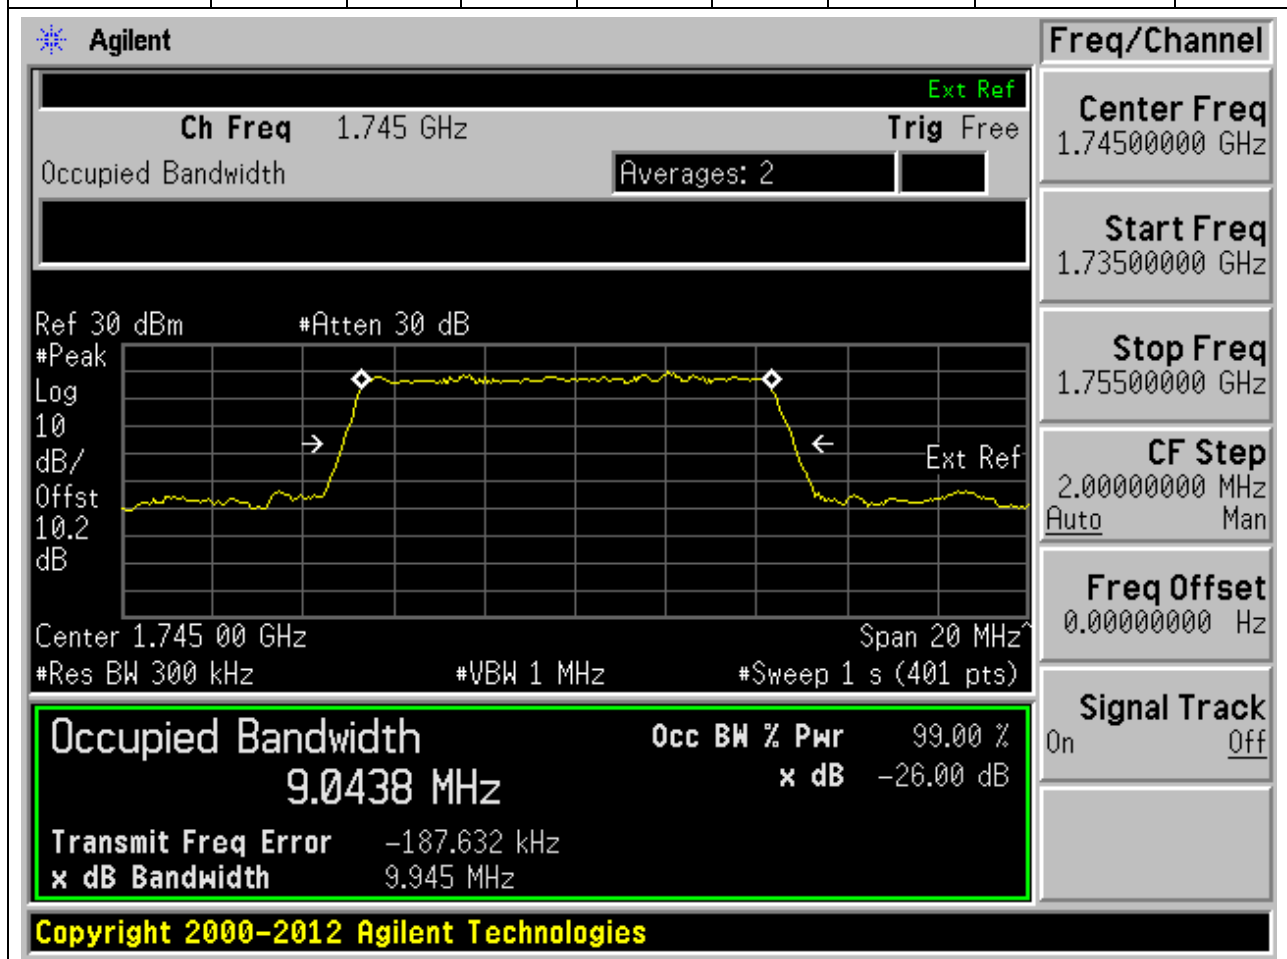 Agilent
Freq/Channel
Ext Ref
Ch Freq 1.745 GHz Trig Free
Occupied Bandwidth Averages: 2
Ref 30 dBm #Atten 30 dB
#Peak
Log
10
dB/
Offst
10.2
dB
Ext Ref
Center 1.745 00 GHz Span 20 MHz^
#Res BW 300 kHz #VBW 1 MHz #Sweep 1 s (401 pts)
Occupied Bandwidth Occ BW % Pwr 99.00 %
9.0438 MHz x dB -26.00 dB
Transmit Freq Error -187.632 kHz
x dB Bandwidth 9.945 MHz
Copyright 2000-2012 Agilent Technologies
Center Freq
1.74500000 GHz
Start Freq
1.73500000 GHz
Stop Freq
1.75500000 GHz
CF Step
2.00000000 MHz
Auto Man
Freq Offset
0.00000000 Hz
Signal Track
On Off